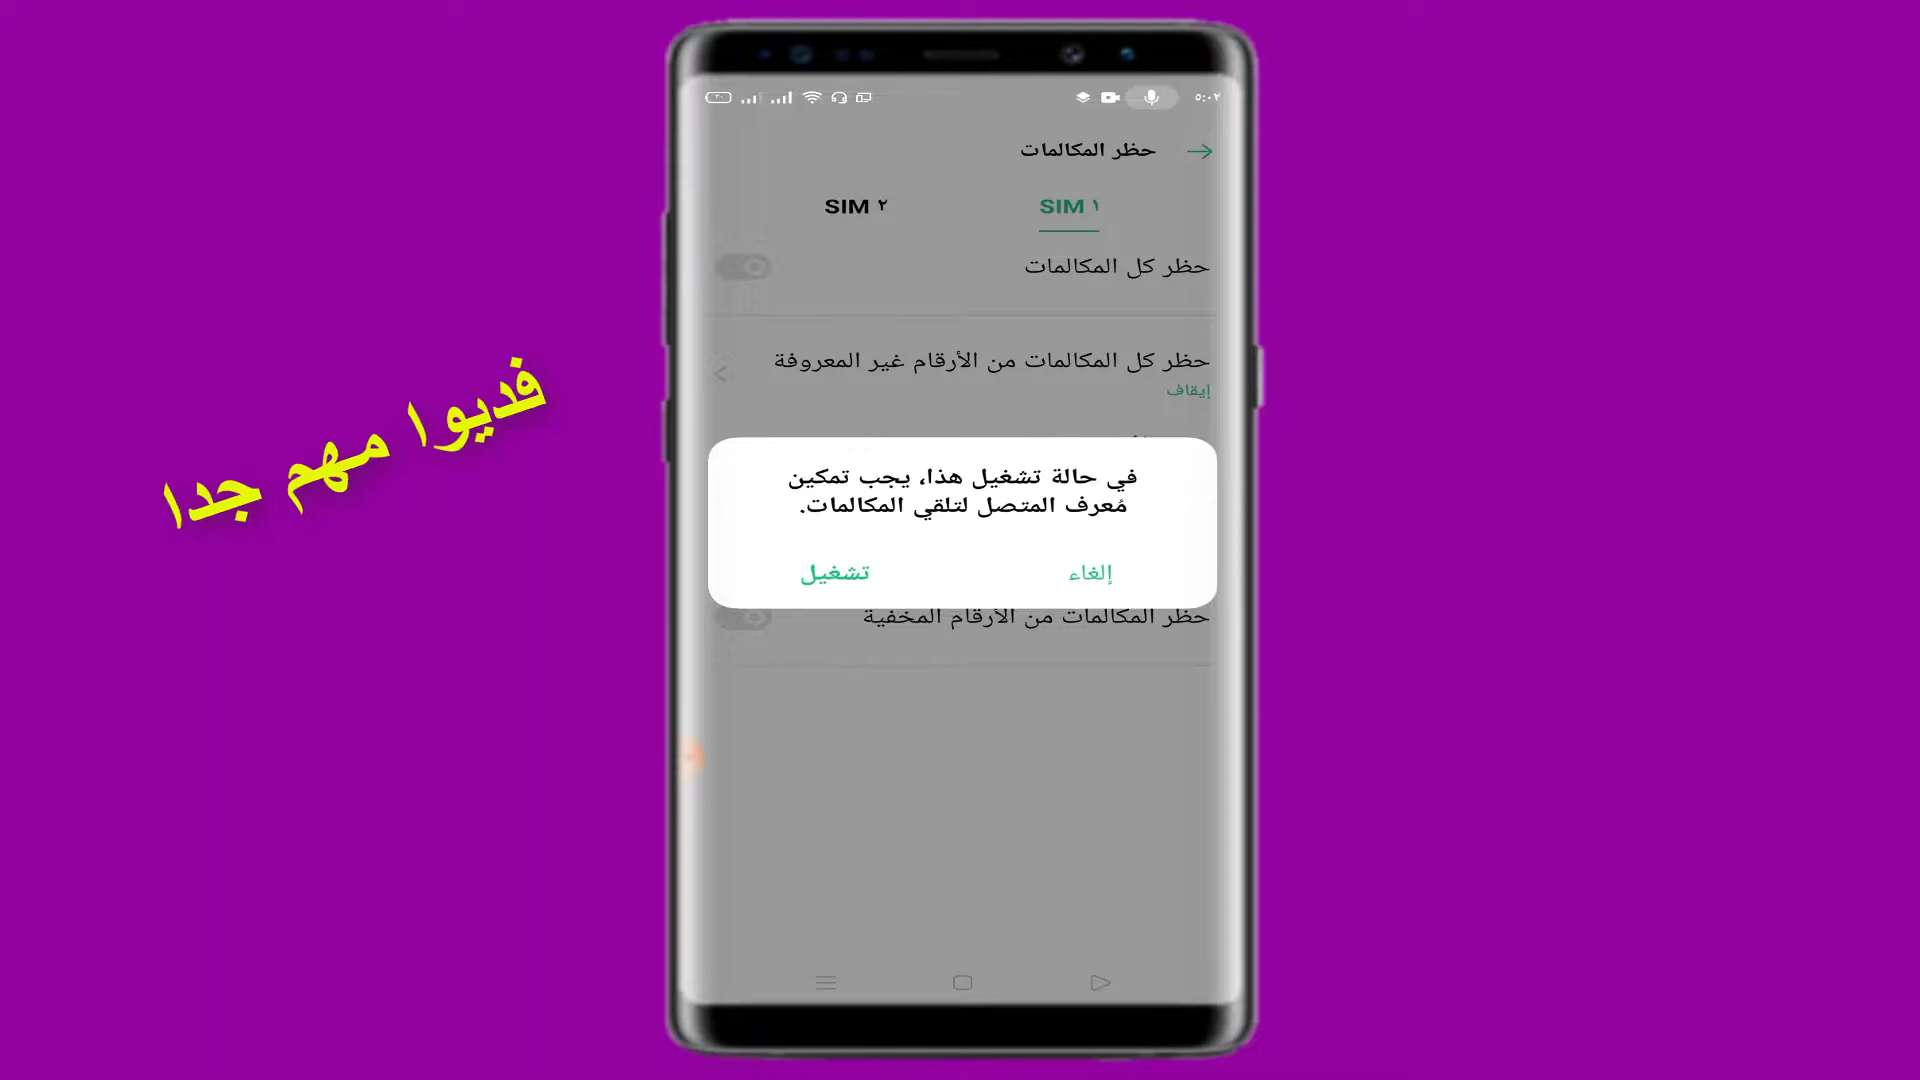 ٣٠
٥:٠٢
حظر المكالمات
SIM ١
SIM ٢
حظر كل المكالمات
حظر كل المكالمات من الأرقام غير المعروفة
إيقاف
في حالة تشغيل هذا، يجب تمكين
مُعرف المتصل لتلقي المكالمات.
إلغاء
تشغيل
حظر المكالمات من الأرقام المخفية
فديوا مهم جدا